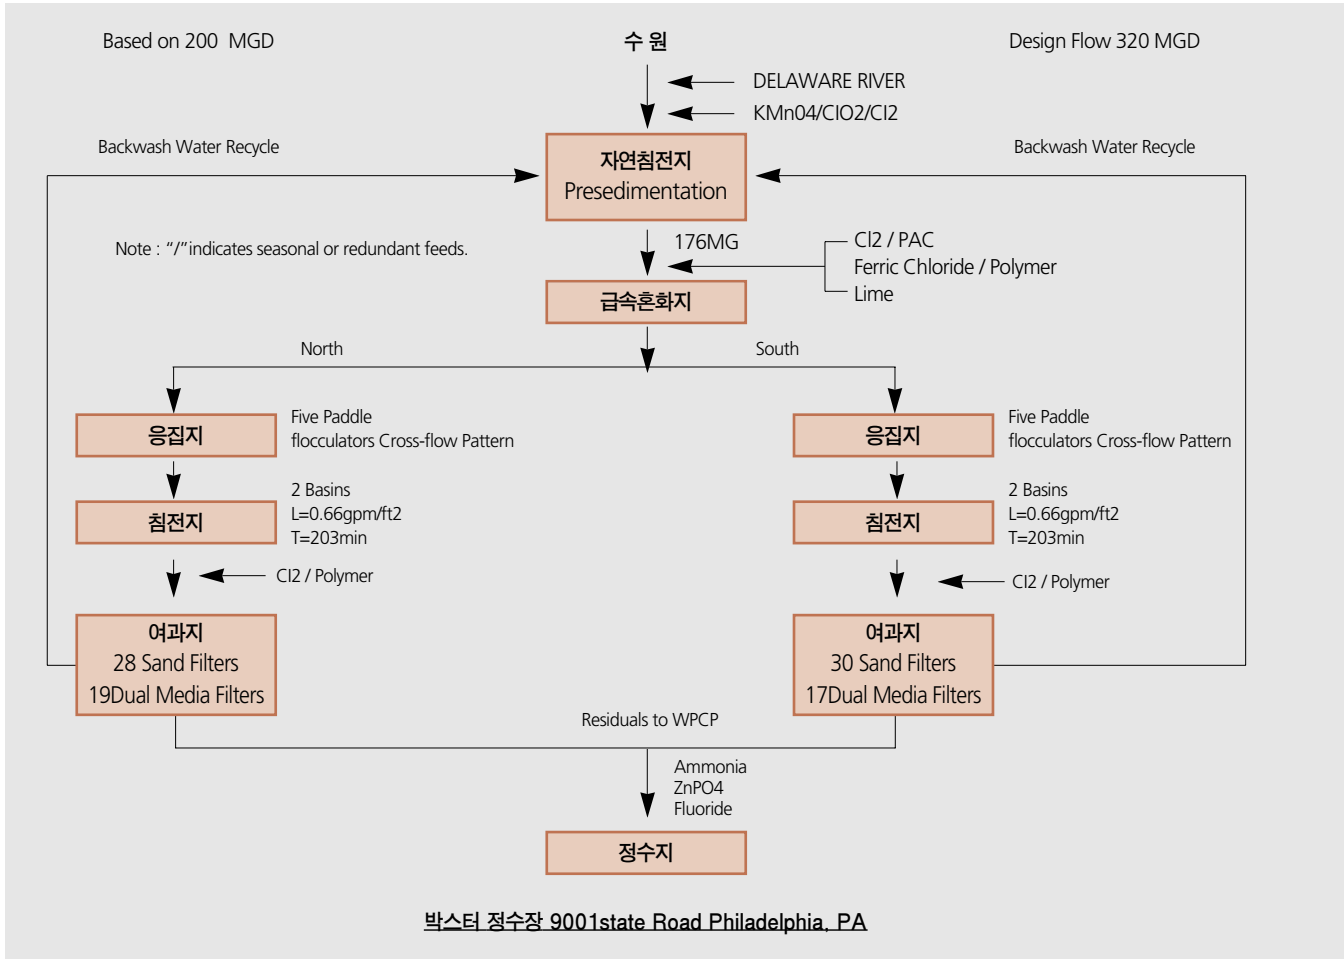 Based on 200 MGD
수 원
Design Flow 320 MGD
DELAWARE RIVER
KMn04/ClO2/Cl2
Backwash Water Recycle
Backwash Water Recycle
자연침전지
Presedimentation
Note : “/”indicates seasonal or redundant feeds.
176MG
Cl2 / PAC
Ferric Chloride / Polymer
Lime
급속혼화지
North
South
응집지
Five Paddle
flocculators Cross-flow Pattern
응집지
Five Paddle
flocculators Cross-flow Pattern
침전지
2 Basins
L=0.66gpm/ft2
T=203min
침전지
2 Basins
L=0.66gpm/ft2
T=203min
Cl2 / Polymer
Cl2 / Polymer
여과지
28 Sand Filters
19Dual Media Filters
여과지
30 Sand Filters
17Dual Media Filters
Residuals to WPCP
Ammonia
ZnPO4
Fluoride
정수지
박스터 정수장 9001state Road Philadelphia, PA